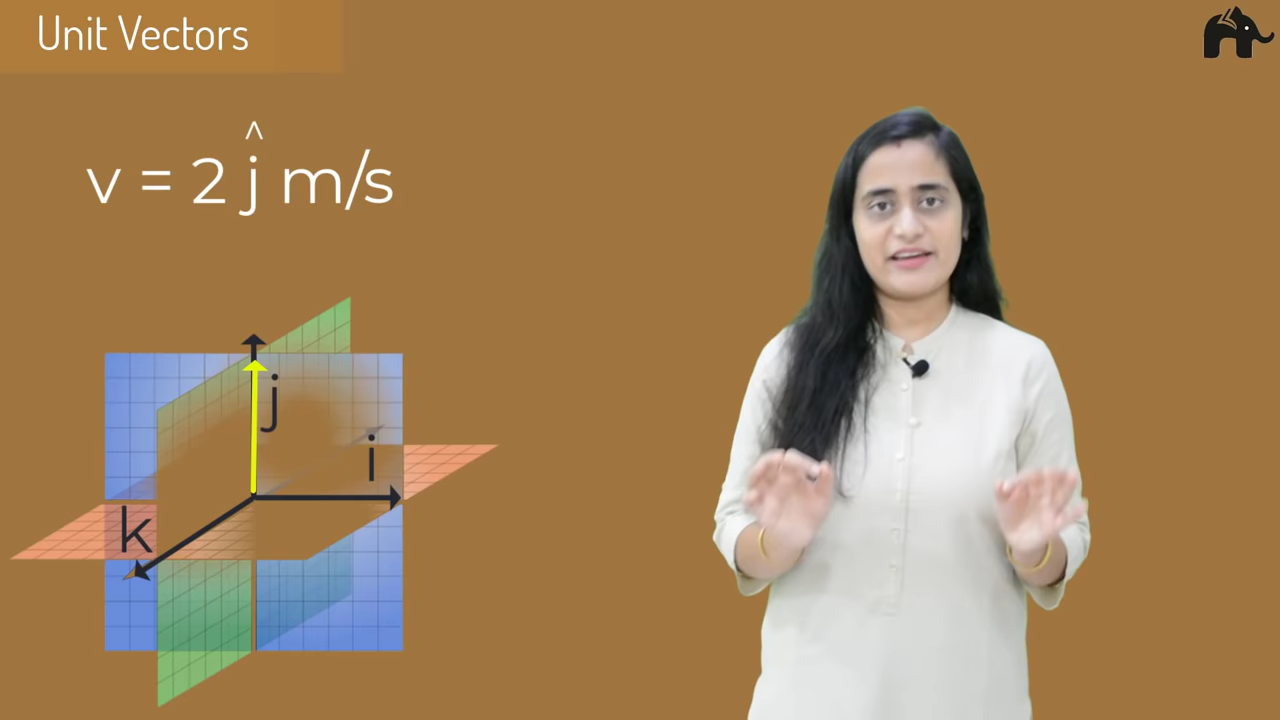 Unit Vectors
v = 2 ĵ m/s
j
i
k